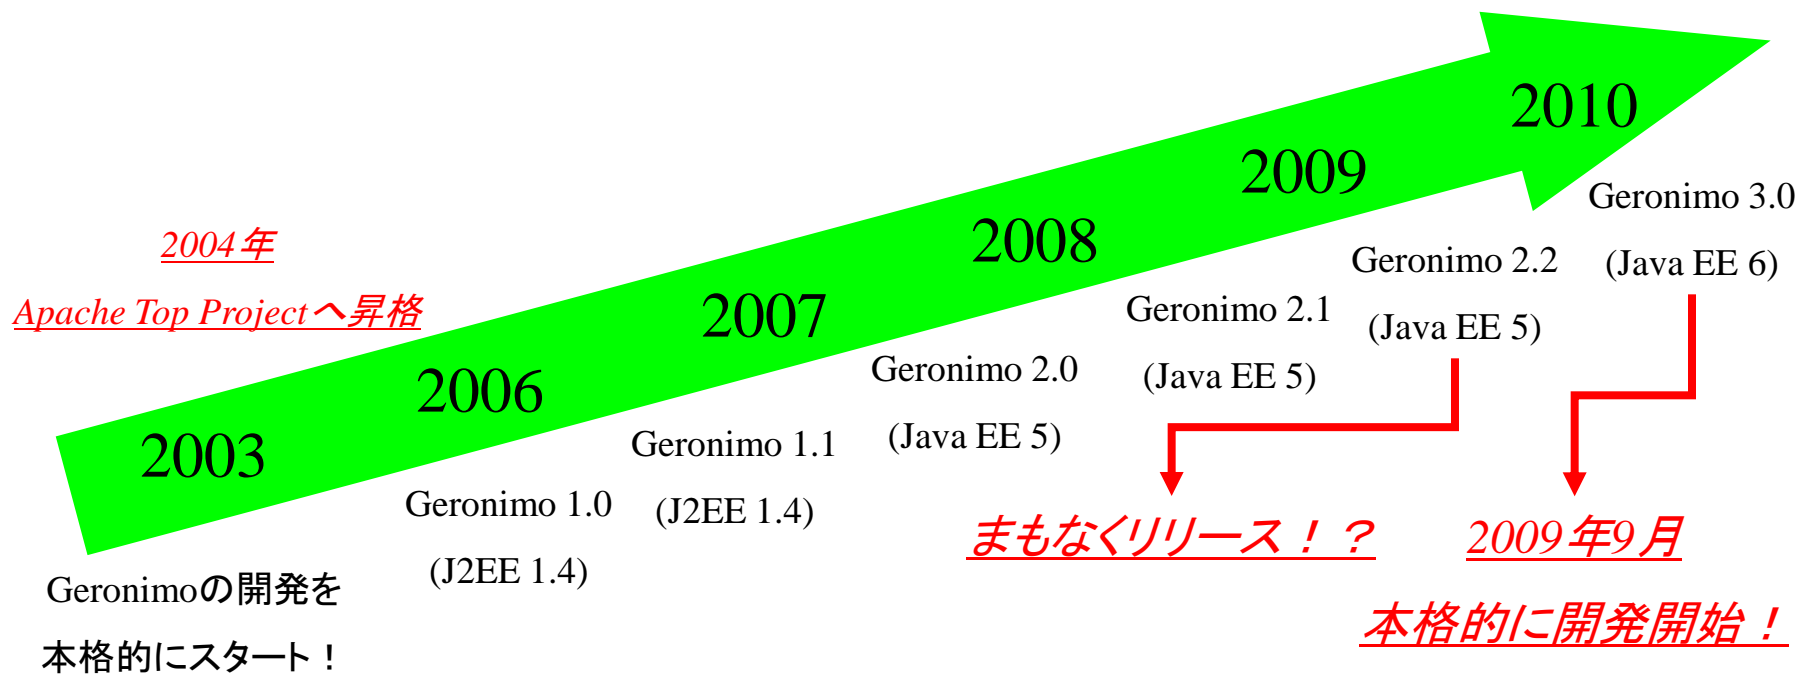 2010
2009
2008
2007
2006
2003
2004年
Apache Top Projectへ昇格
Geronimoの開発を
本格的にスタート！
Geronimo 1.0
(J2EE 1.4)
Geronimo 1.1
(J2EE 1.4)
Geronimo 2.0
(Java EE 5)
Geronimo 2.1
(Java EE 5)
Geronimo 2.2
(Java EE 5)
Geronimo 3.0
(Java EE 6)
まもなくリリース！？
2009年9月
本格的に開発開始！